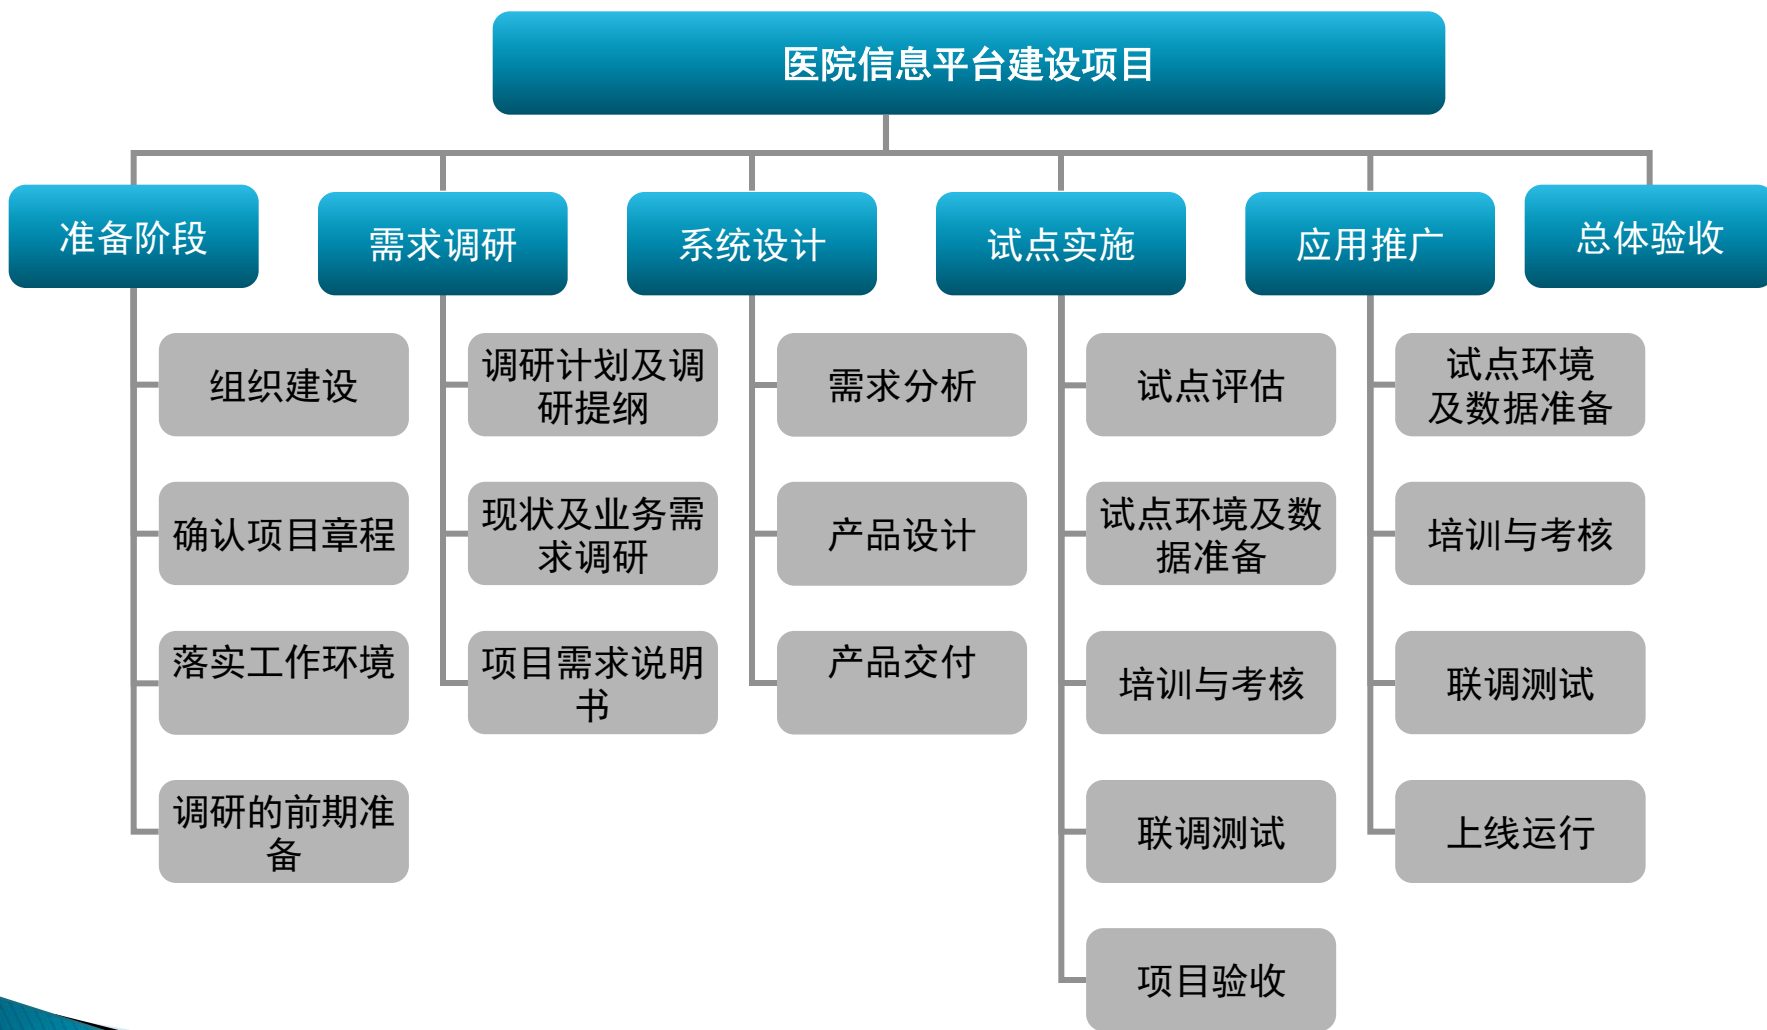 医院信息平台建设项目
准备阶段
需求调研
系统设计
试点实施
应用推广
总体验收
组织建设
确认项目章程
落实工作环境
调研的前期准
备
调研计划及调
研提纲
现状及业务需
求调研
项目需求说明
书
需求分析
产品设计
产品交付
试点评估
试点环境及数
据准备
培训与考核
联调测试
项目验收
试点环境
及数据准备
培训与考核
联调测试
上线运行